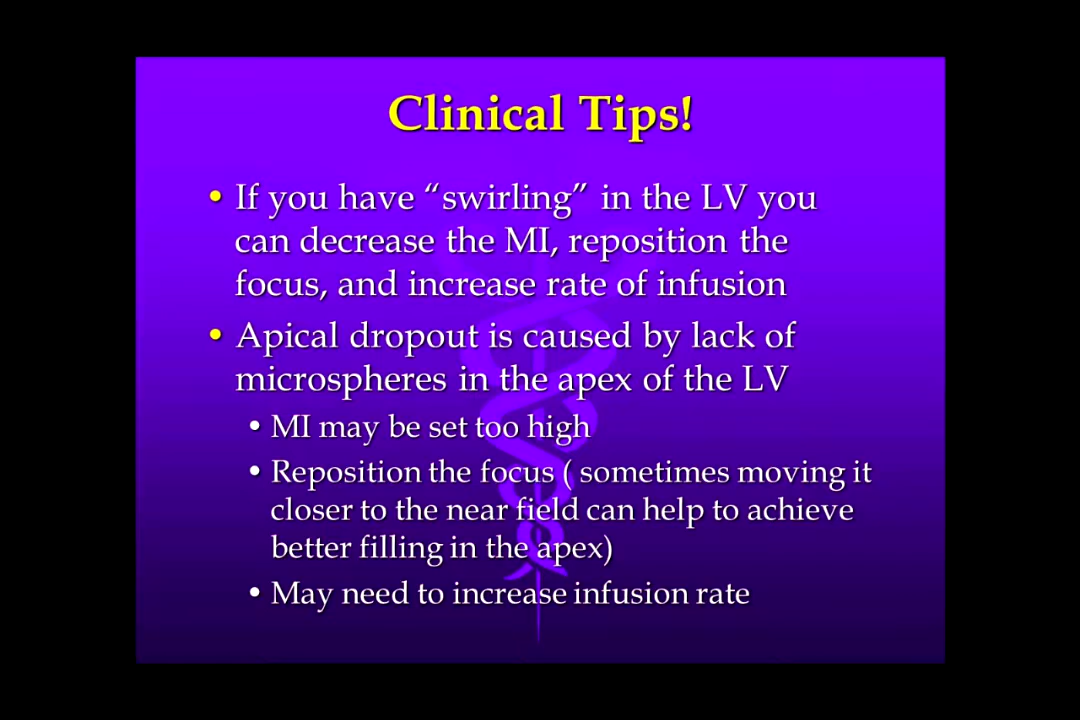 Clinical Tips!
• If you have “swirling” in the LV you
can decrease the MI, reposition the
focus, and increase rate of infusion
• Apical dropout is caused by lack of
microspheres in the apex of the LV
• MI may be set too high
• Reposition the focus ( sometimes moving it
closer to the near field can help to achieve
better filling in the apex)
• May need to increase infusion rate